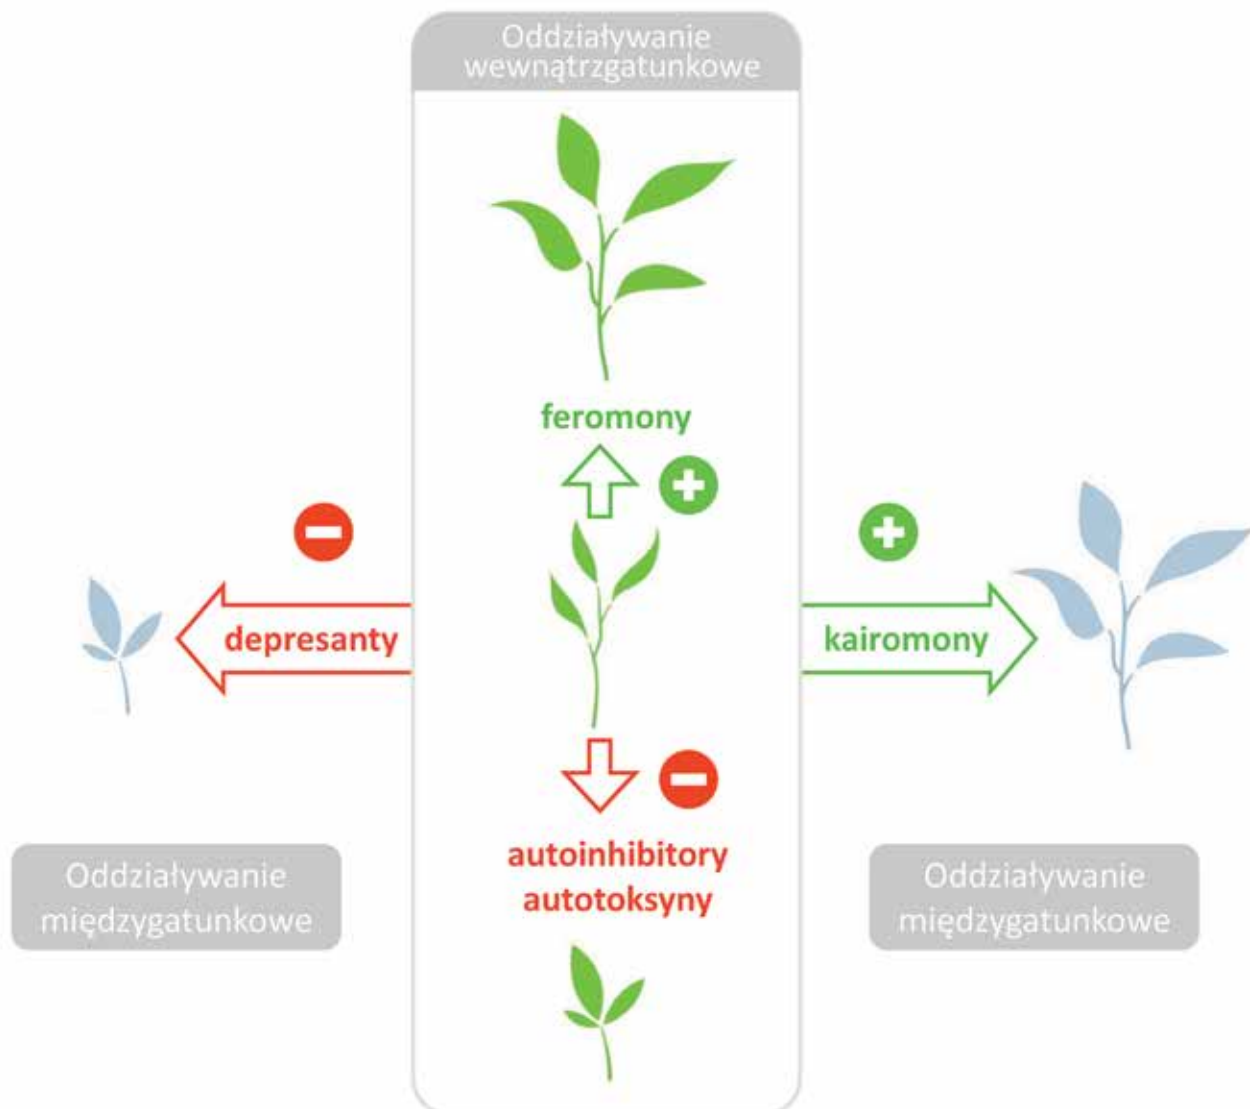 Oddziaływanie
wewnątrzgatunkowe
feromony
depresanty
kairomony
autoinhibitory
autotoksyny
Oddziaływanie
międzygatunkowe
Oddziaływanie
międzygatunkowe